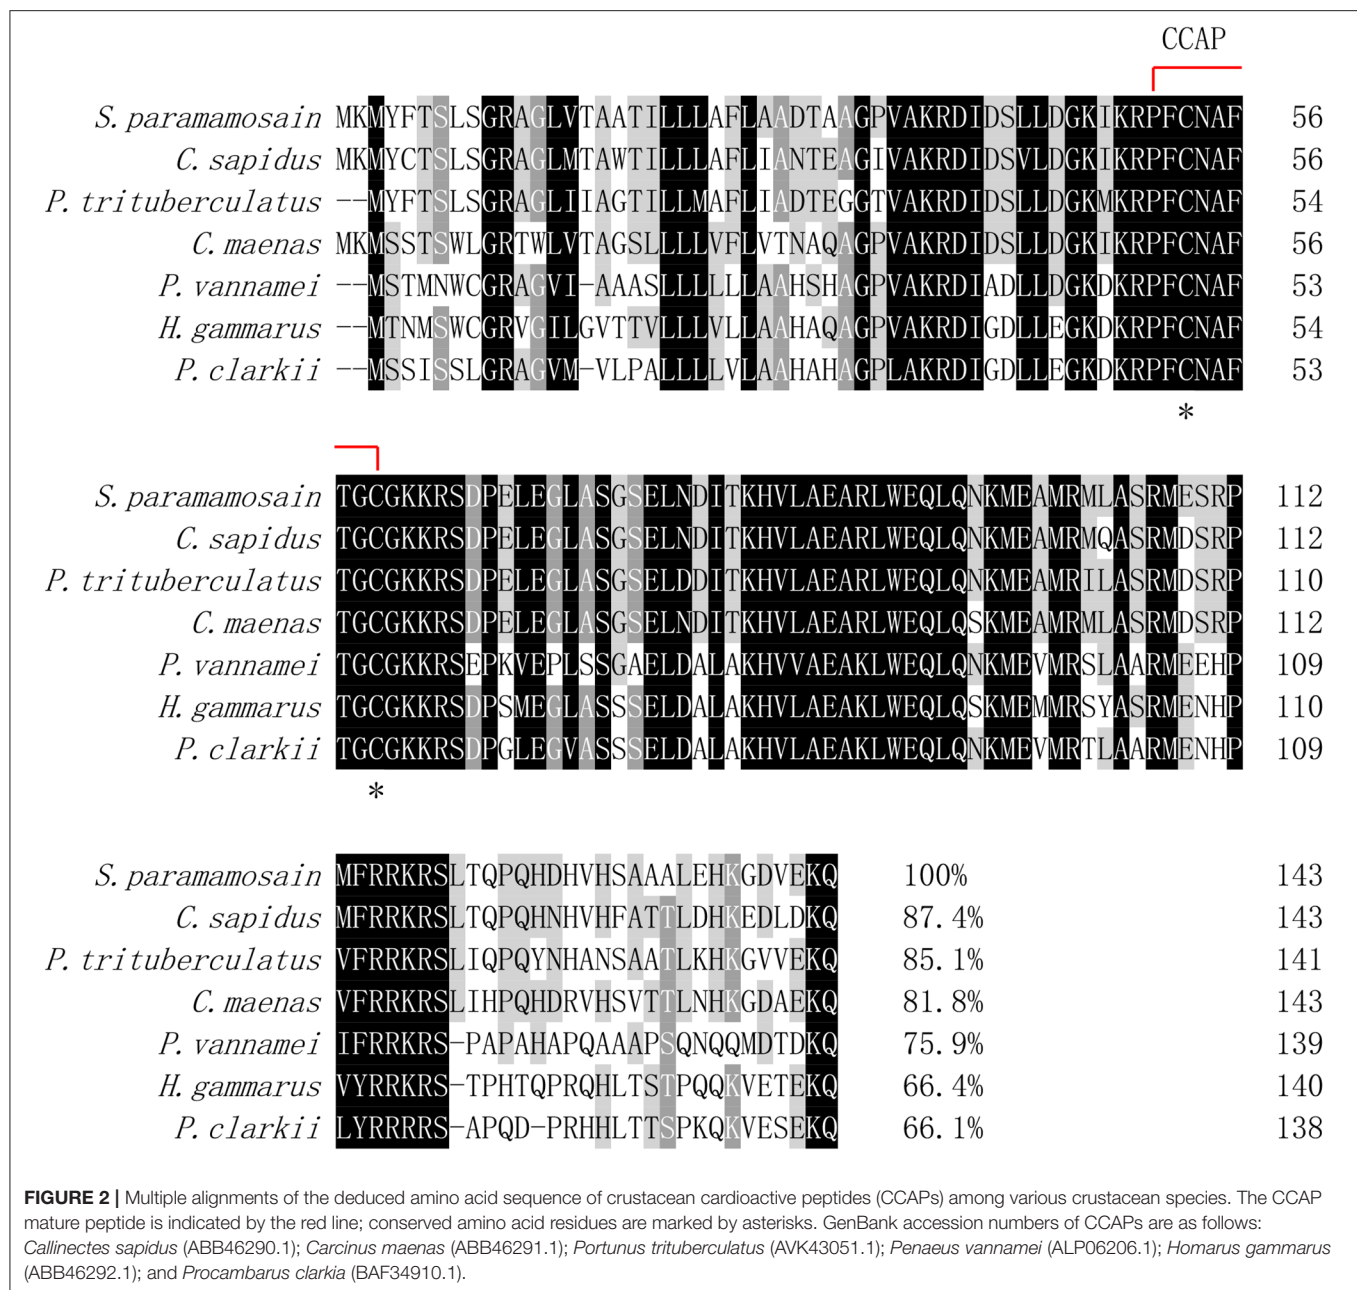 CCAP
S. paramamosain MKMYFTSLSGRAGLVTAATILLLAFLAADTAAGPVAKRDIDSLLDGKIKRPFCNAF 56
C. sapidus MKMYCTSLSGRAGLMTAWTILLLAFLIANTEAGIVAKRDIDSVLDGKIKRPFCNAF 56
P. trituberculatus --MYFTSLSGRAGLIIAGTILLMAFLIADTEGGTVAKRDIDSLLDGKMKRPFCNAF 54
C. maenas MKMSSTSWLGRTWLVTAGSLLLLVFLVTNAQAGPVAKRDIDSLLDGKIKRPFCNAF 56
P. vannamei --MSTMNWCGRAGVI-AAASLLLLLLAAHSHAGPVAKRDIADLLDGKDKRPFCNAF 53
H. gammarus --MTNMSWCGRVGILGVTTVLLLVLLAAHAQAGPVAKRDIGDLLEGKDKRPFCNAF 54
P. clarkii --MSSISSLGRAGVM-VLPALLLLVLAAHAHAGPLAKRDIGDLLEGKDKRPFCNAF 53
*
S. paramamosain TGCGKKRSDPELEGLASGSELNDITKHVLAEARLWEQLQNKMEAMRMLASRMESRP 112
C. sapidus TGCGKKRSDPELEGLASGSELNDITKHVLAEARLWEQLQNKMEAMRMQASRMDSRP 112
P. trituberculatus TGCGKKRSDPELEGLASGSELDDITKHVLAEARLWEQLQNKMEAMRILASRMDSRP 110
C. maenas TGCGKKRSDPELEGLASGSELNDITKHVLAEARLWEQLQSKMEAMRMLASRMDSRP 112
P. vannamei TGCGKKRSEPKVEPLSSGAELDALAKHVVAEAKLWEQLQNKMEVMRSLAARMEEHP 109
H. gammarus TGCGKKRSDPSMEGLASSSELDALAKHVLAEAKLWEQLQSKMEMMRSYASRMENHP 110
P. clarkii TGCGKKRSDPGLEGVASSSELDALAKHVLAEAKLWEQLQNKMEVMRTLAARMENHP 109
*
S. paramamosain MFRRKRSLTQPQHDHVHSAAALEHKGDVEKQ 100% 143
C. sapidus MFRRKRSLTQPQHNHVHFATTLDHKEDLDKQ 87.4% 143
P. trituberculatus VFRRKRSLIQPQYNHANSAATLKHKGVVEKQ 85.1% 141
C. maenas VFRRKRSLIHPQHDRVHSVTTLNHKGDAEKQ 81.8% 143
P. vannamei IFRRKRS-PAPAHAPQAAAPSQNQQMDTDKQ 75.9% 139
H. gammarus VYRRKRS-TPHTQPRQHLTSTPQQKVETEKQ 66.4% 140
P. clarkii LYRRRRS-APQD-PRHHLTTSPKQKVESEKQ 66.1% 138
FIGURE 2 | Multiple alignments of the deduced amino acid sequence of crustacean cardioactive peptides (CCAPs) among various crustacean species. The CCAP
mature peptide is indicated by the red line; conserved amino acid residues are marked by asterisks. GenBank accession numbers of CCAPs are as follows:
Callinectes sapidus (ABB46290.1); Carcinus maenas (ABB46291.1); Portunus trituberculatus (AVK43051.1); Penaeus vannamei (ALP06206.1); Homarus gammarus
(ABB46292.1); and Procambarus clarkia (BAF34910.1).